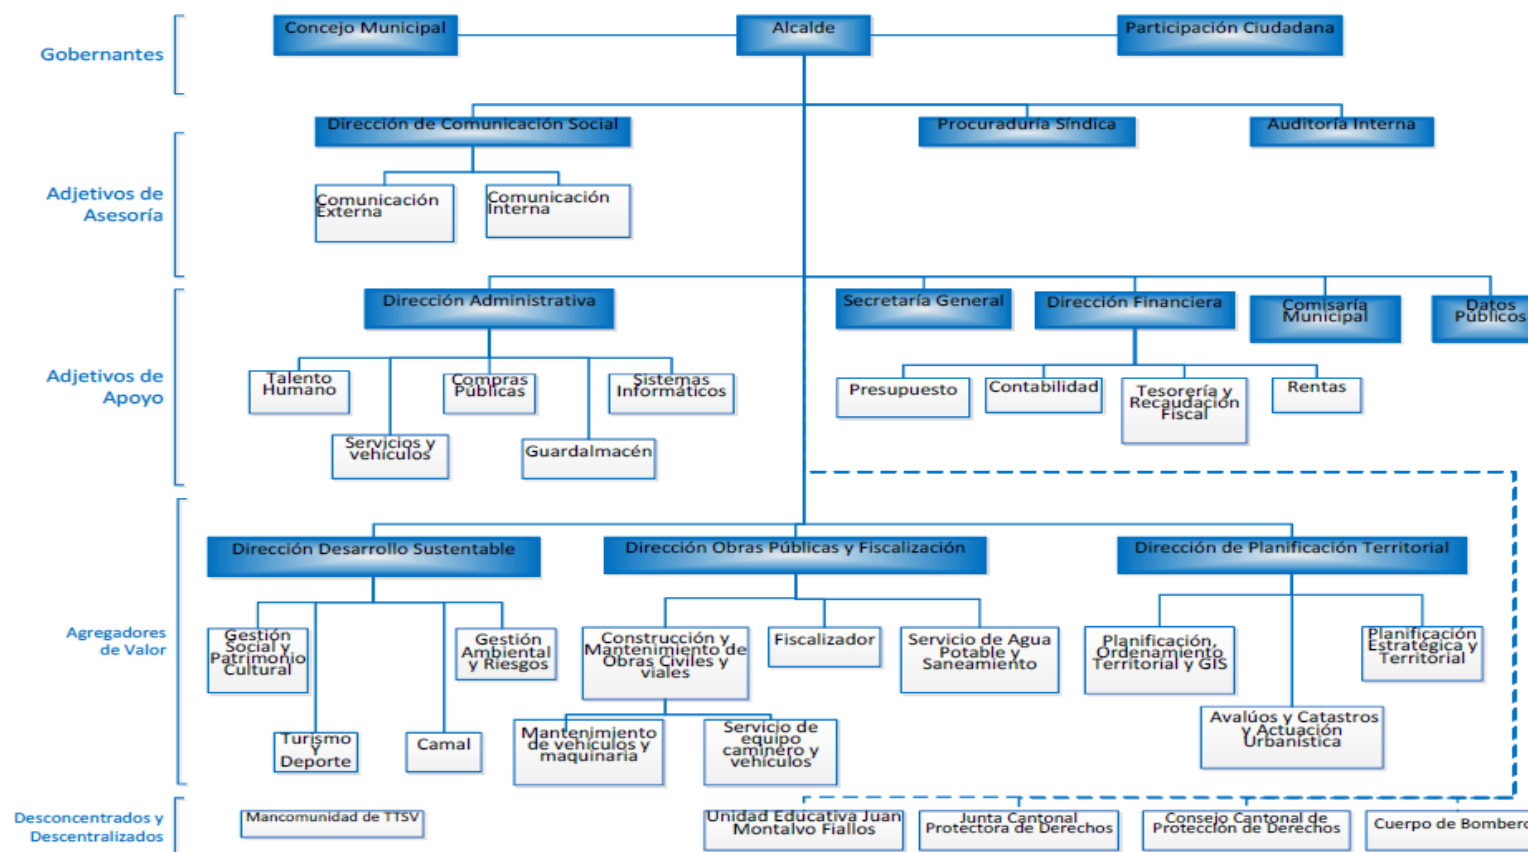 Gobernantes
Concejo Municipal
Alcalde
Participación Ciudadana
Adjetivos de
Asesoría
Dirección de Comunicación Social
Procuraduría Síndica
Auditoría Interna
Comunicación
Externa
Comunicación
Interna
Adjetivos de
Apoyo
Dirección Administrativa
Secretaría General
Dirección Financiera
Comisaría
Municipal
Datos
Públicos
Talento
Humano
Compras
Públicas
Sistemas
Informáticos
Servicios y
vehículos
Guardalmacén
Presupuesto
Contabilidad
Tesorería y
Recaudación
Fiscal
Rentas
Agregadores
de Valor
Dirección Desarrollo Sustentable
Dirección Obras Públicas y Fiscalización
Dirección de Planificación Territorial
Gestión
Social y
Patrimonio
Cultural
Gestión
Ambiental
y Riesgos
Turismo
y
Deporte
Camal
Construcción y
Mantenimiento de
Obras Civiles y
viales
Fiscalizador
Servicio de Agua
Potable y
Saneamiento
Mantenimiento
de vehículos y
maquinaria
Servicio de
equipo
caminero y
vehículos
Planificación,
Ordenamiento
Territorial y GIS
Planificación
Estratégica y
Territorial
Avalúos y Catastros
y Actuación
Urbanística
Desconcentrados y
Descentralizados
Mancomunidad de TTSV
Unidad Educativa Juan
Montalvo Fiallos
Junta Cantonal
Protectora de Derechos
Consejo Cantonal de
Protección de Derechos
Cuerpo de Bombero